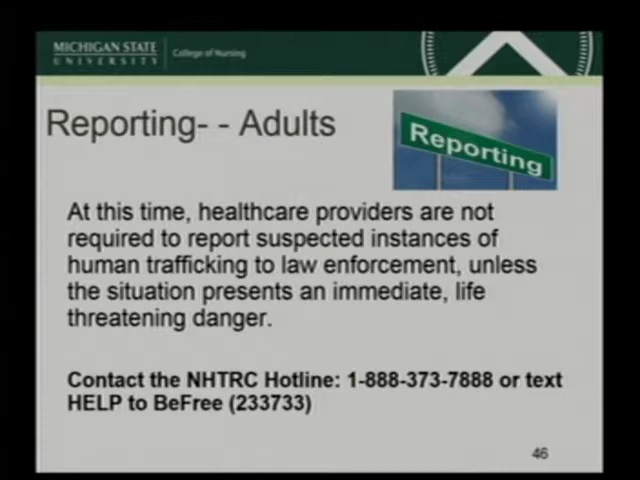 MICHIGAN STATE
UNIVERSITY
College of Nursing
Reporting- - Adults
Reporting
At this time, healthcare providers are not
required to report suspected instances of
human trafficking to law enforcement, unless
the situation presents an immediate, life
threatening danger.
Contact the NHTRC Hotline: 1-888-373-7888 or text
HELP to BeFree (233733)
46